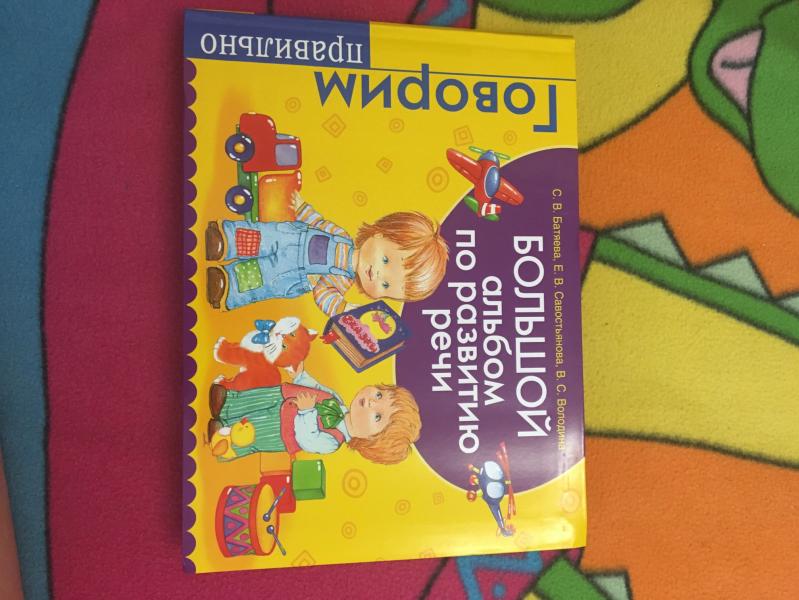 С. В. Батяева, Е. В. Савостьянова, В. С. Володина
БОЛЬШОЙ
альбом
по развитию
речи
Говорим
правильно